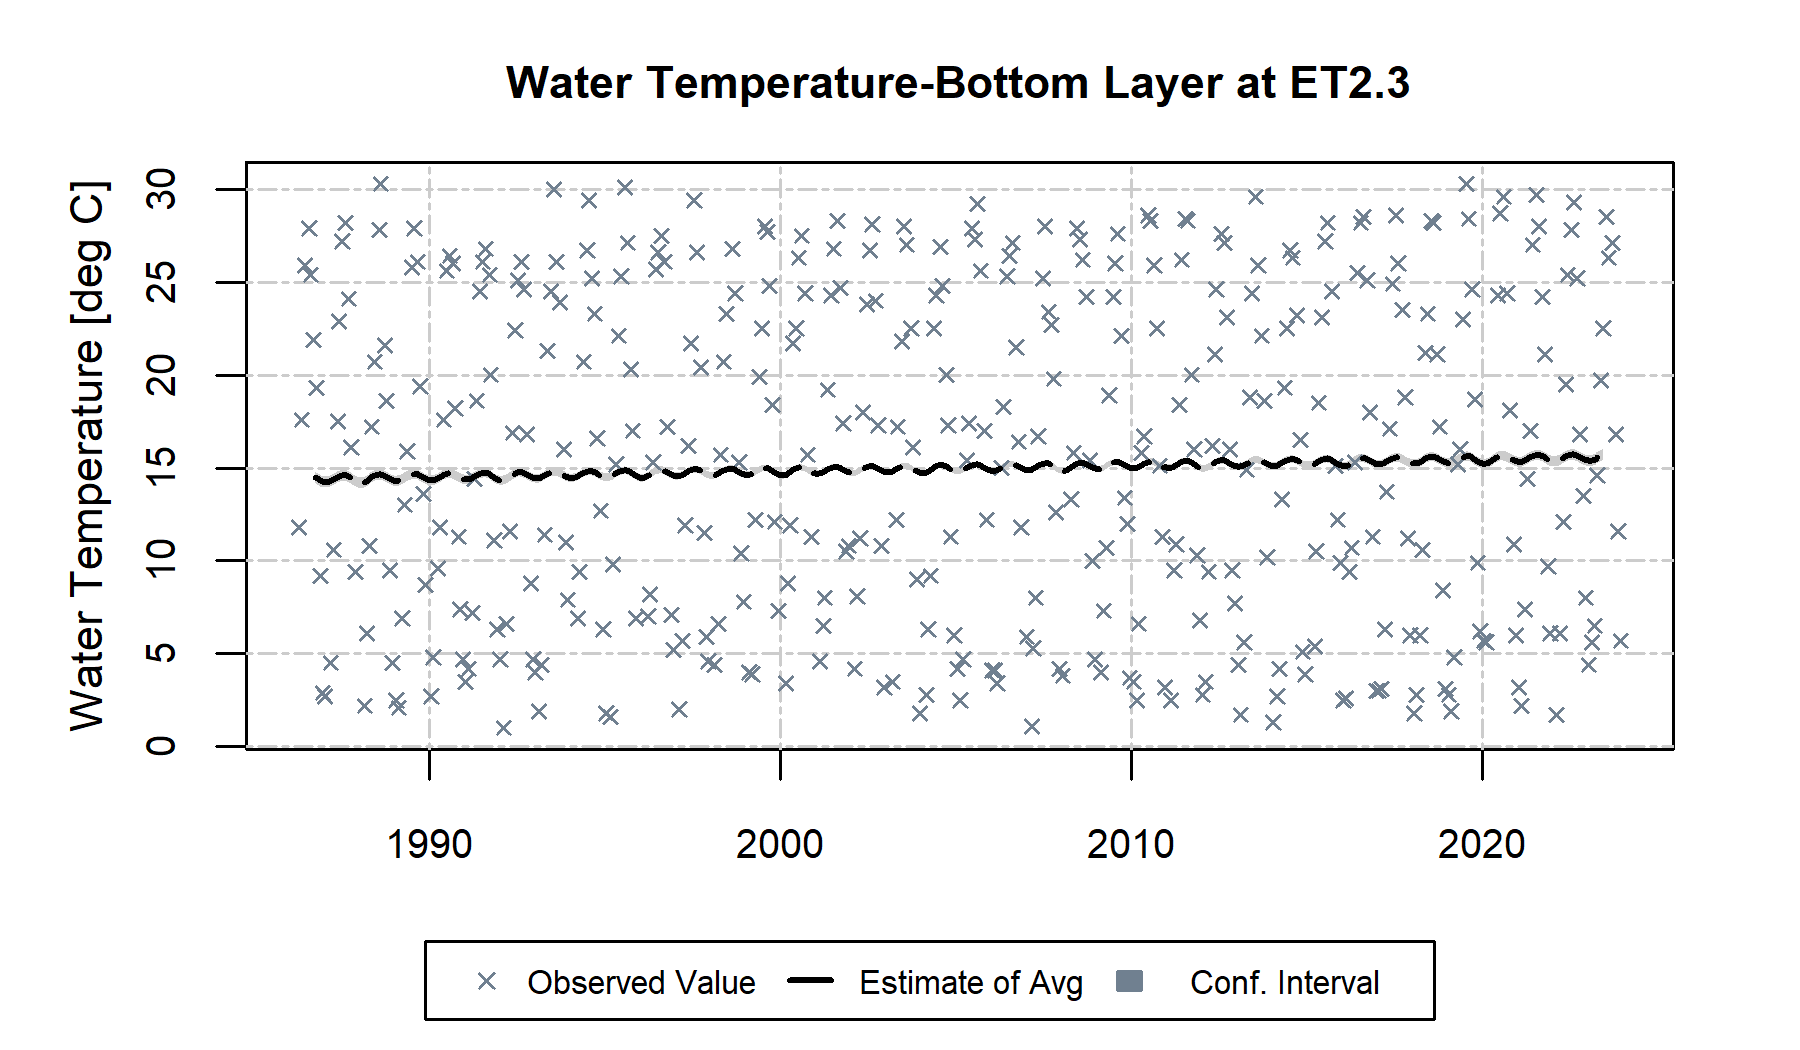 Water Temperature-Bottom Layer at ET2.3
Water Temperature [deg C]
30
25
20
15
10
5
0
1990 2000 2010 2020
Observed Value Estimate of Avg Conf. Interval